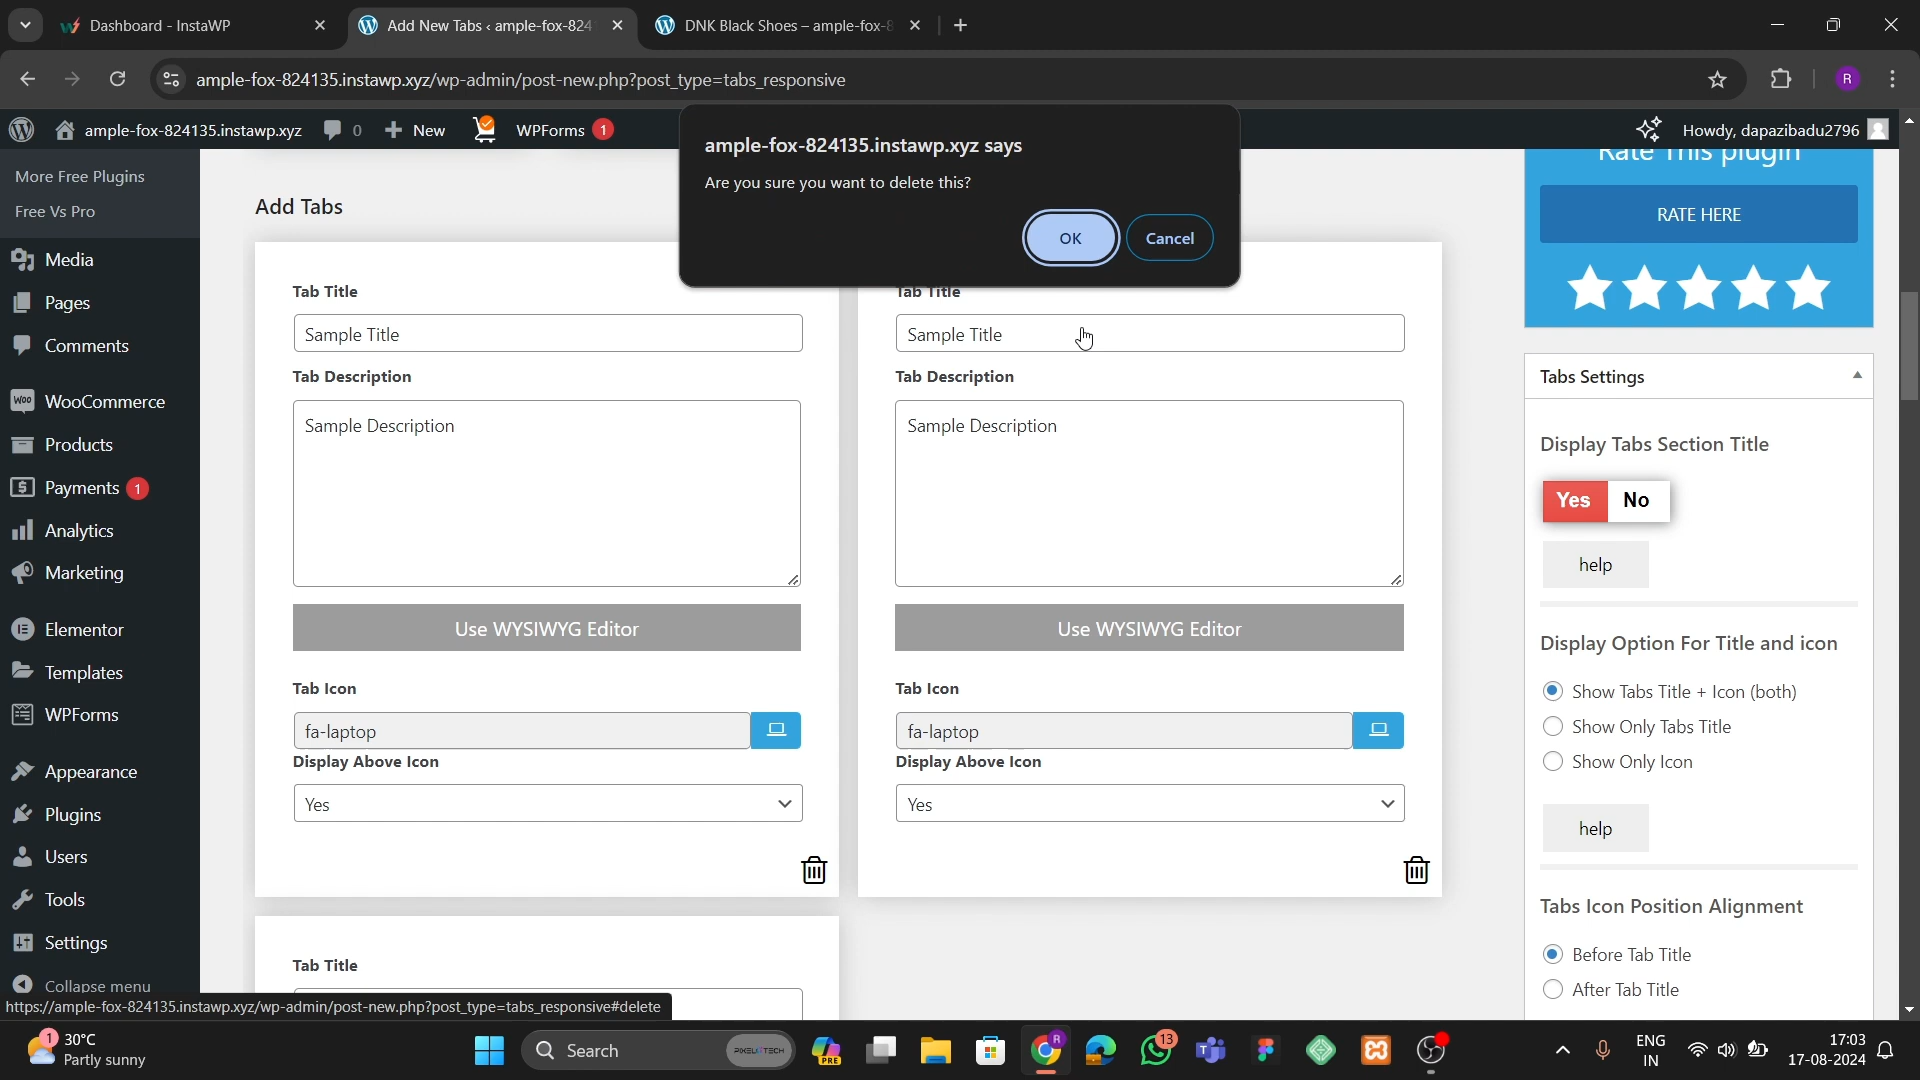 Dashboard - InstaWP
Add New Tabs ‹ ample-fox-824
DNK Black Shoes – ample-fox-8
ample-fox-824135.instawp.xyz/wp-admin/post-new.php?post_type=tabs_responsive
R
ample-fox-824135.instawp.xyz
0
New
WPForms 1
Howdy, dapazibadu2796
ample-fox-824135.instawp.xyz says
Are you sure you want to delete this?
OK
Cancel
More Free Plugins
Free Vs Pro
Media
Pages
Comments
WooCommerce
Products
Payments 1
Analytics
Marketing
Elementor
Templates
WPForms
Appearance
Plugins
Users
Tools
Settings
Collapse menu
Add Tabs
Tab Title
Sample Title
Tab Description
Sample Description
Use WYSIWYG Editor
Tab Icon
fa-laptop
Display Above Icon
Yes
Tab Title
Sample Title
Tab Description
Sample Description
Use WYSIWYG Editor
Tab Icon
fa-laptop
Display Above Icon
Yes
Tab Title
Rate This plugin
RATE HERE
Tabs Settings
Display Tabs Section Title
Yes No
help
Display Option For Title and icon
Show Tabs Title + Icon (both)
Show Only Tabs Title
Show Only Icon
help
Tabs Icon Position Alignment
Before Tab Title
After Tab Title
https://ample-fox-824135.instawp.xyz/wp-admin/post-new.php?post_type=tabs_responsive#delete
1
30°C
Partly sunny
Search
PIXELITECH
PRE
R
13
ENG
IN
17:03
17-08-2024